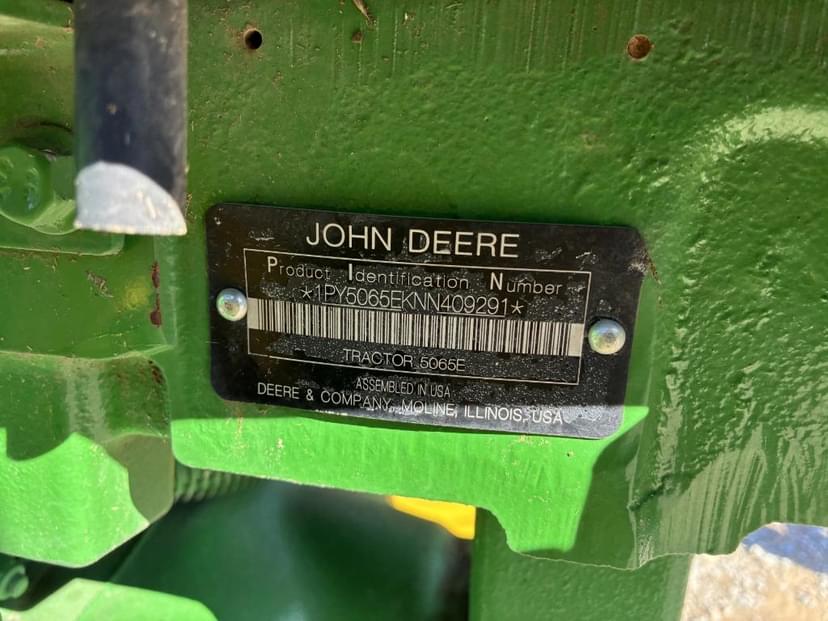 JOHN DEERE
Product Identification Number
*1PY5065EKNN409291*
TRACTOR 5065E
ASSEMBLED IN USA
DEERE & COMPANY, MOLINE, ILLINOIS, USA